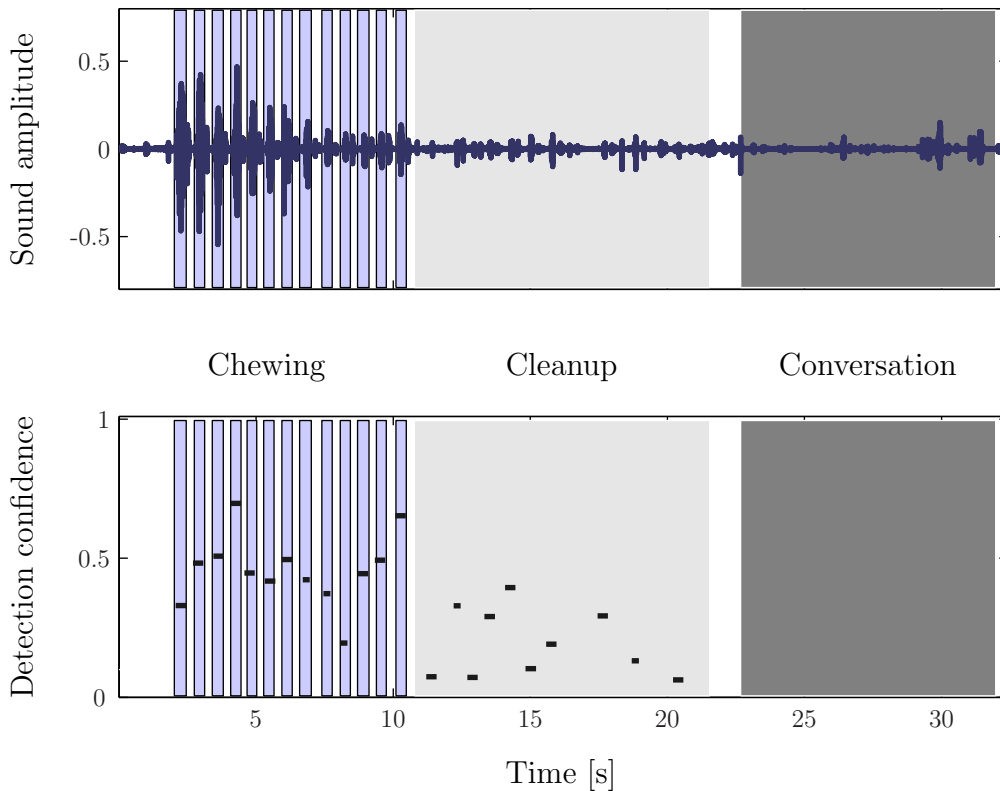 Sound amplitude
0.5
0
-0.5
Chewing
Cleanup
Conversation
Detection confidence
1
0.5
0
5
10
15
20
25
30
Time [s]